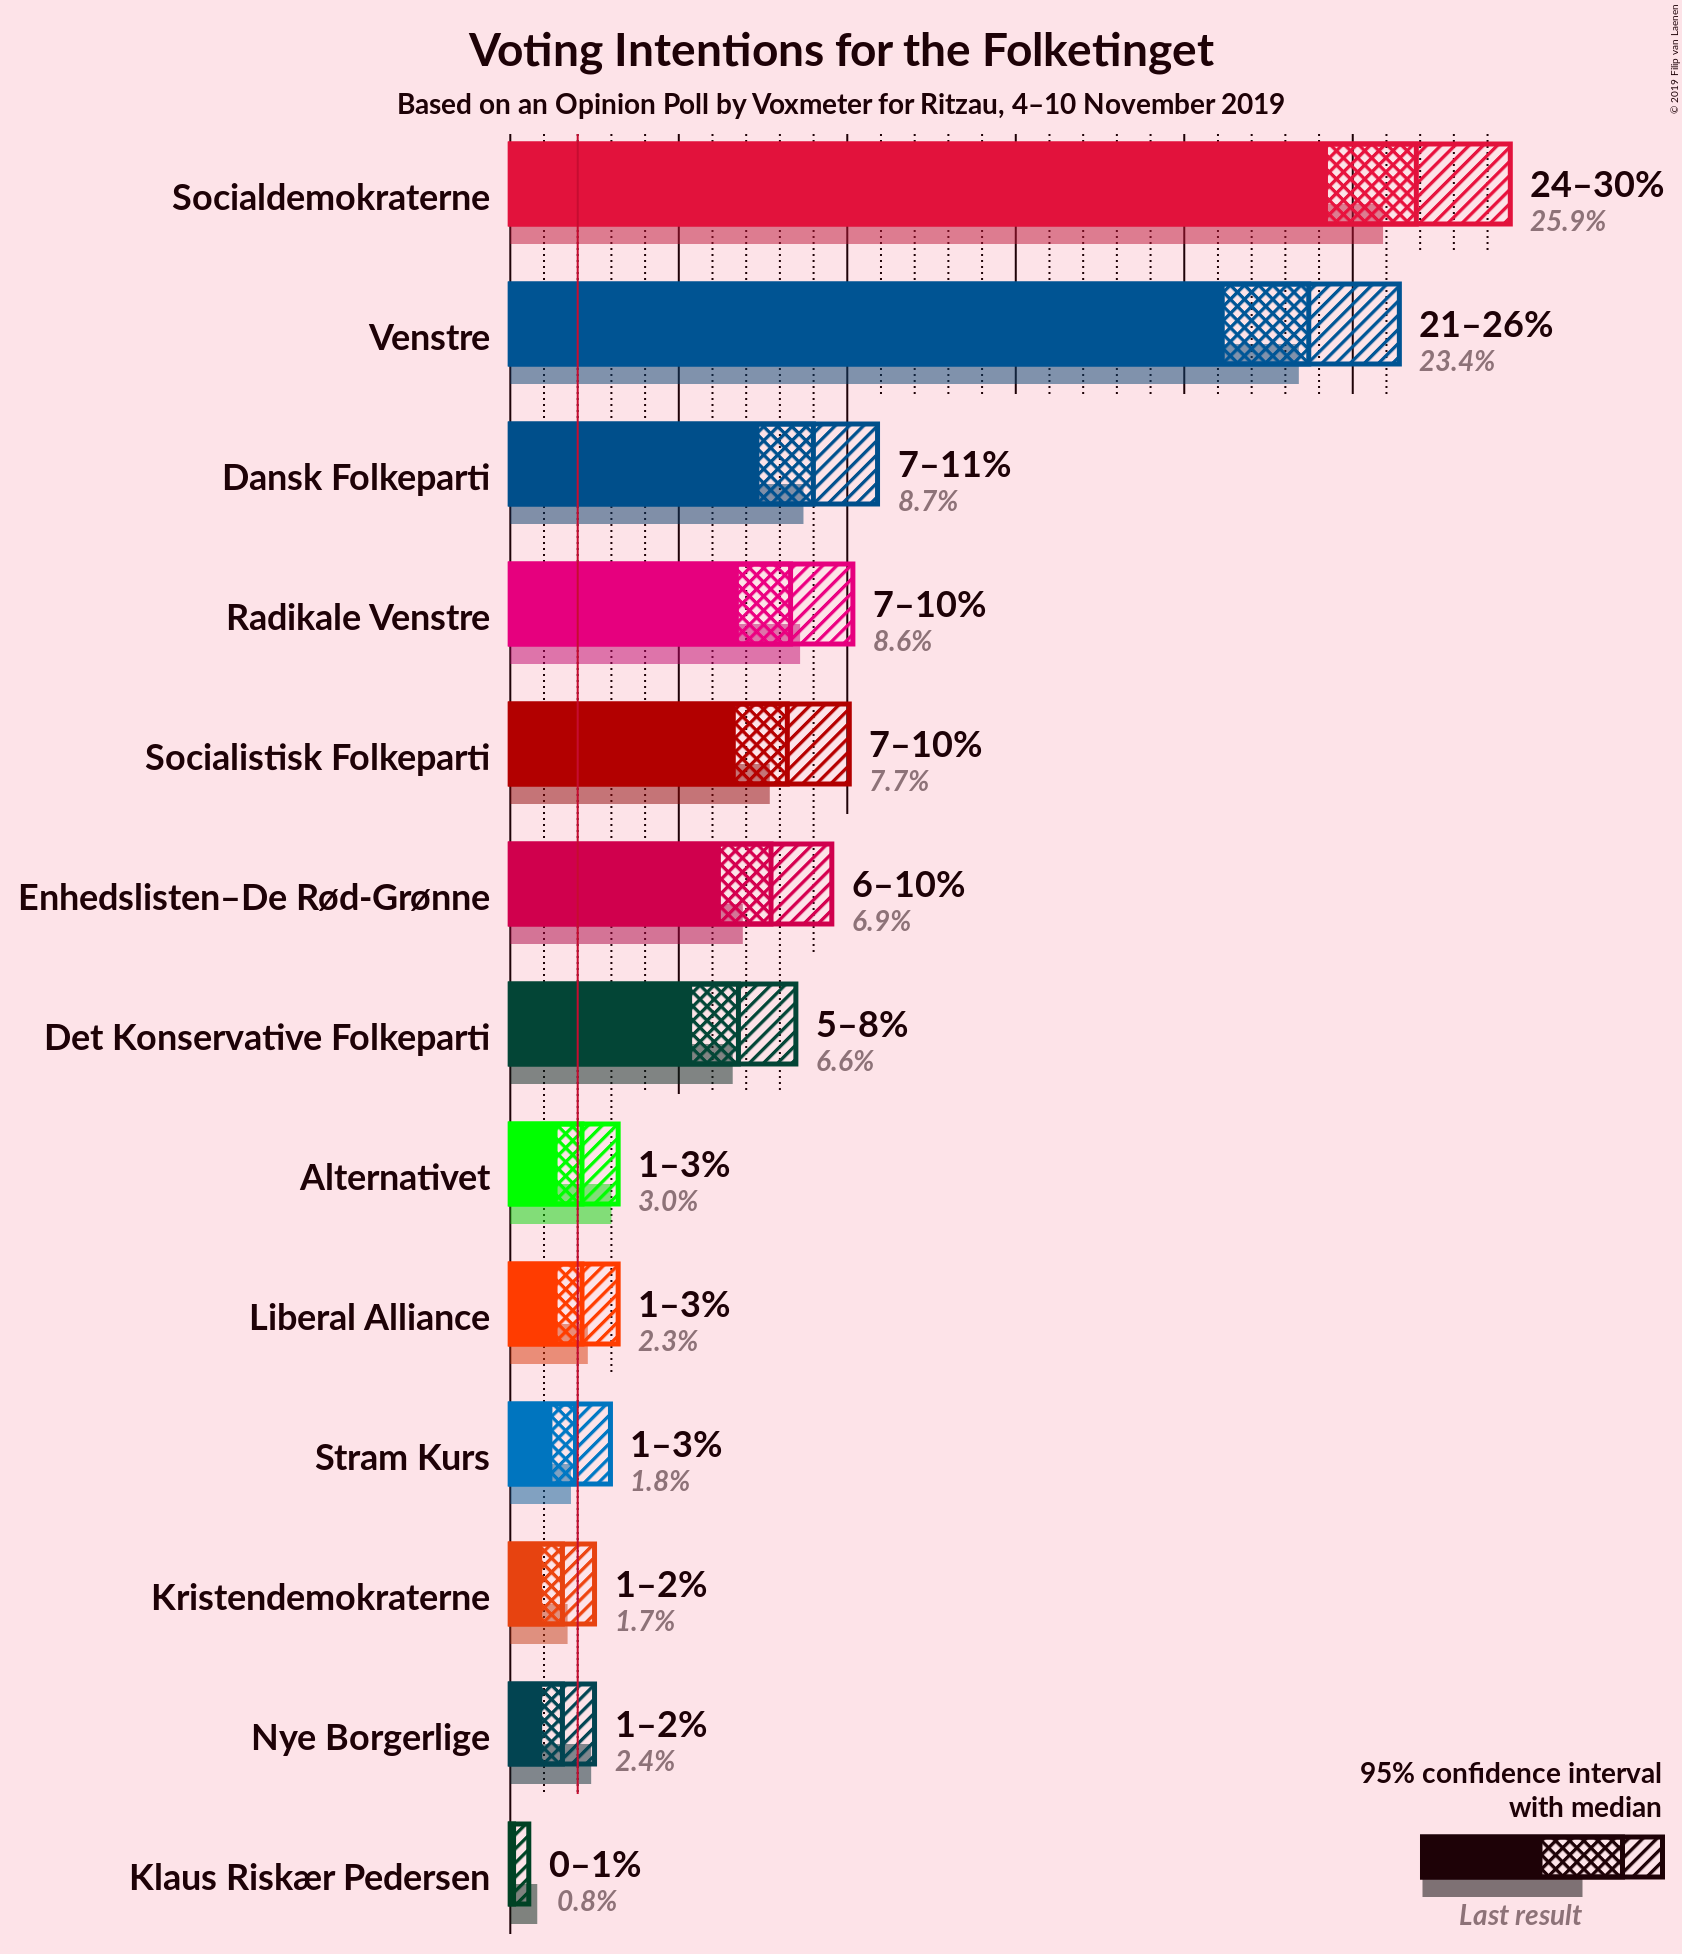 Voting Intentions for the Folketinget
Based on an Opinion Poll by Voxmeter for Ritzau, 4–10 November 2019
© 2019 Filip van Laenen
Socialdemokraterne
24–30%
25.9%
Venstre
21–26%
23.4%
Dansk Folkeparti
7–11%
8.7%
Radikale Venstre
7–10%
8.6%
Socialistisk Folkeparti
7–10%
7.7%
Enhedslisten–De Rød-Grønne
6–10%
6.9%
Det Konservative Folkeparti
5–8%
6.6%
Alternativet
1–3%
3.0%
Liberal Alliance
1–3%
2.3%
Stram Kurs
1–3%
1.8%
Kristendemokraterne
1–2%
1.7%
Nye Borgerlige
1–2%
2.4%
Klaus Riskær Pedersen
0–1%
0.8%
95% confidence interval
with median
Last result